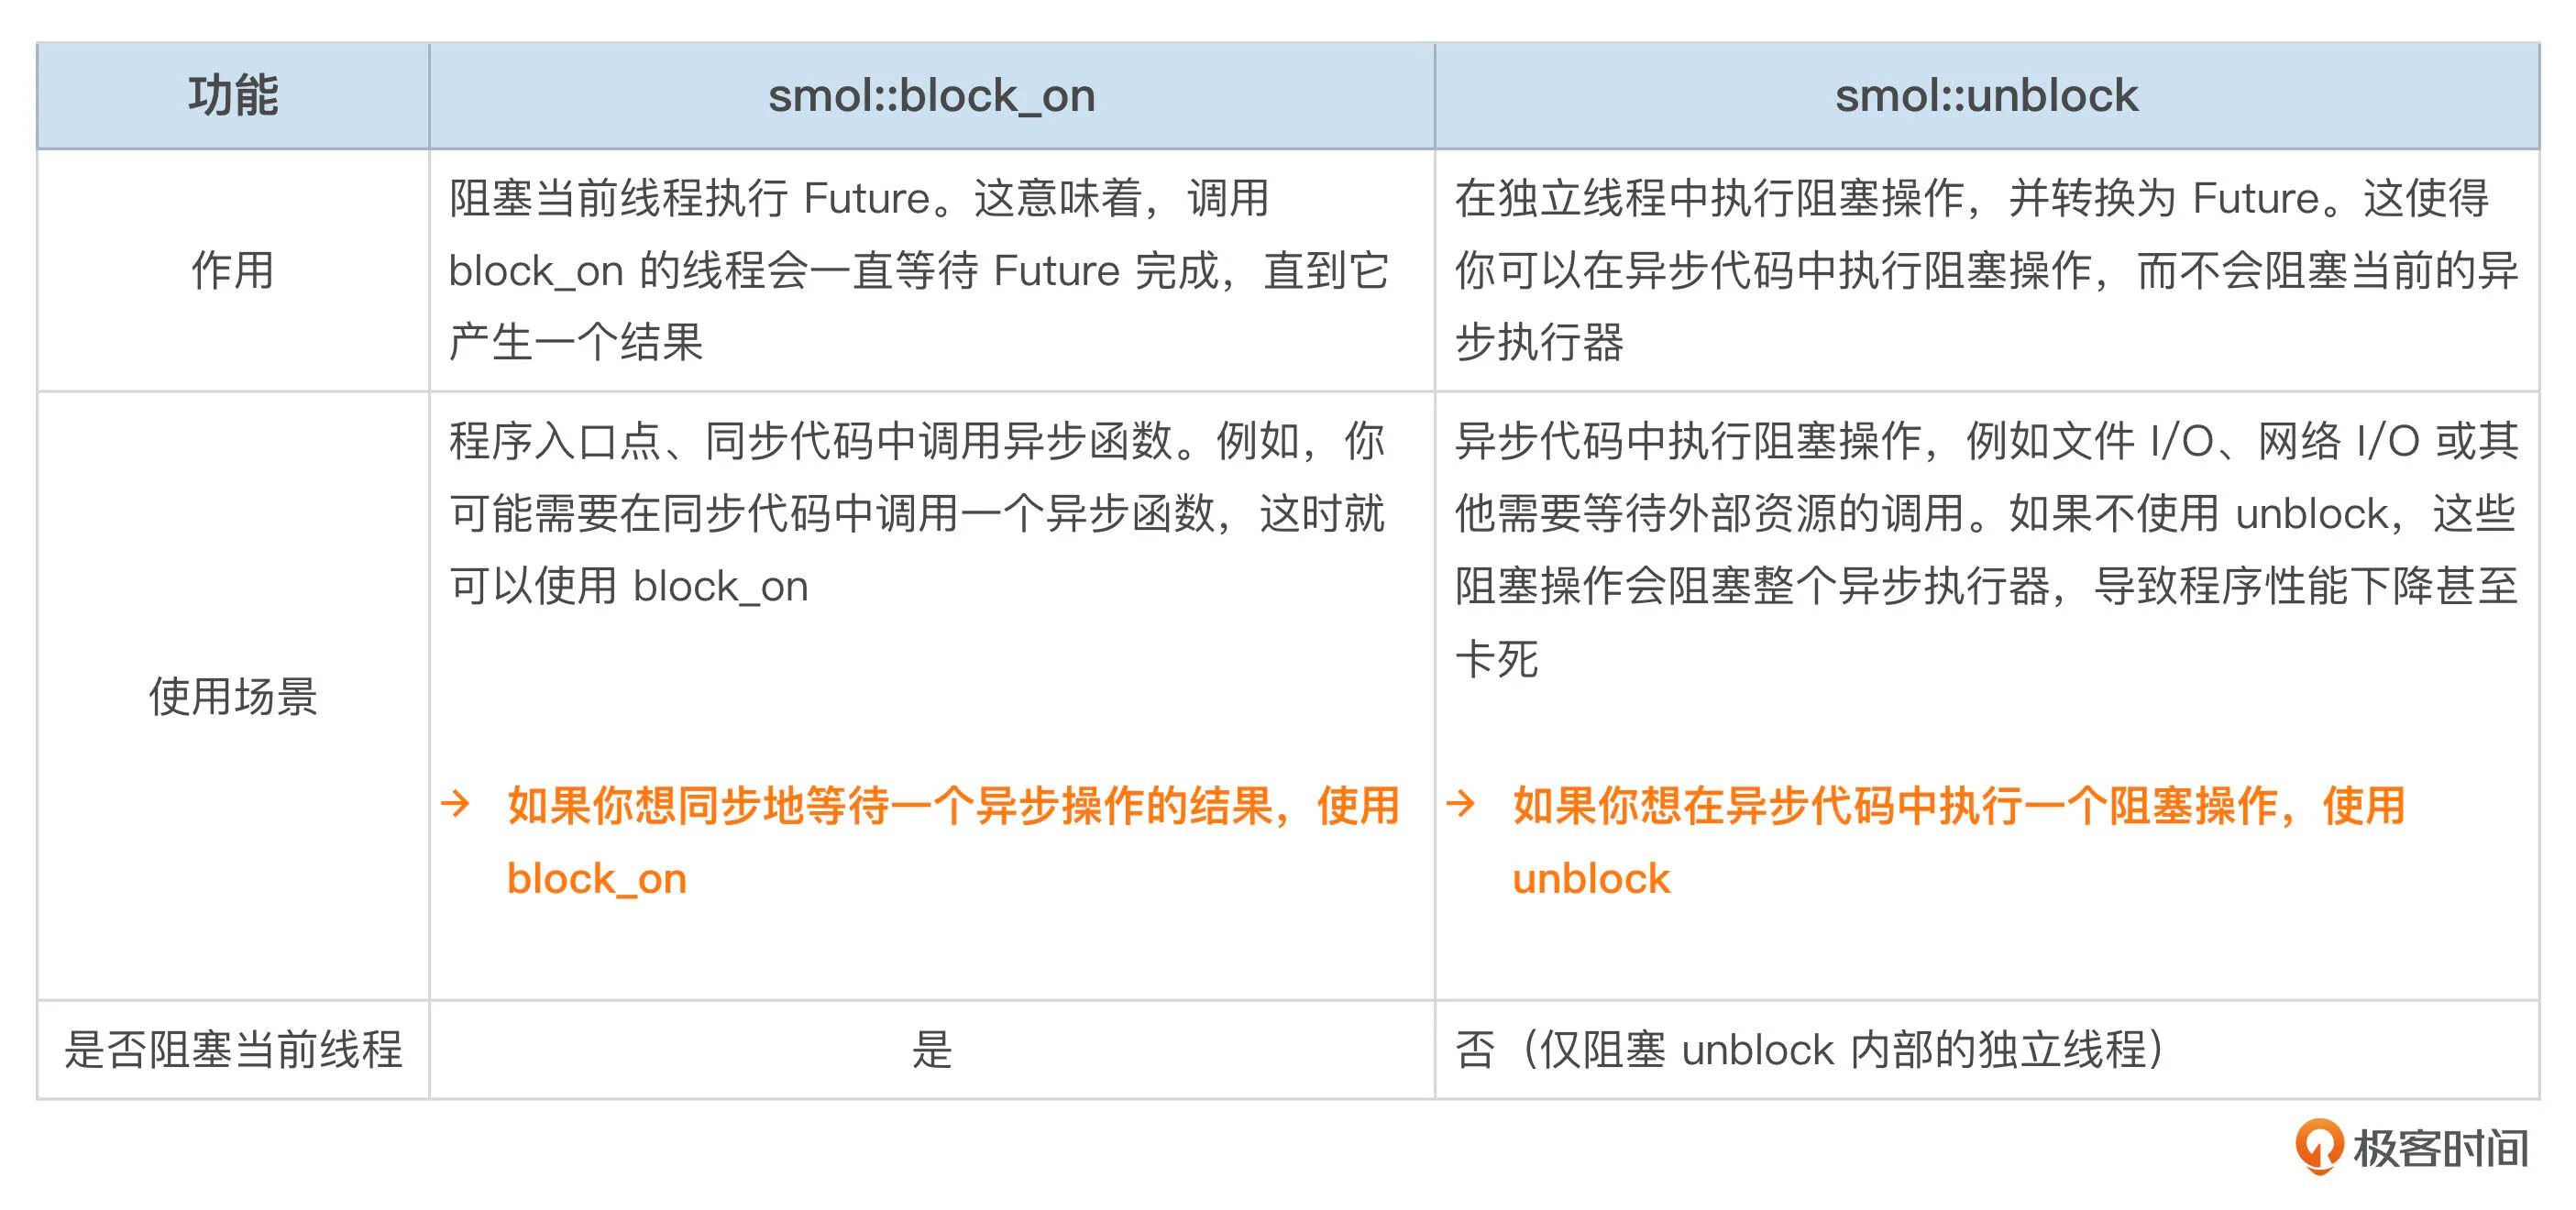 功能
smol::block_on
smol::unblock
作用
阻塞当前线程执行 Future。这意味着，调用
block_on 的线程会一直等待 Future 完成，直到它
产生一个结果
在独立线程中执行阻塞操作，并转换为 Future。这使得
你可以在异步代码中执行阻塞操作，而不会阻塞当前的异
步执行器
使用场景
程序入口点、同步代码中调用异步函数。例如，你
可能需要在同步代码中调用一个异步函数，这时就
可以使用 block_on
→ 如果你想同步地等待一个异步操作的结果，使用
block_on
异步代码中执行阻塞操作，例如文件 I/O、网络 I/O 或其
他需要等待外部资源的调用。如果不使用 unblock，这些
阻塞操作会阻塞整个异步执行器，导致程序性能下降甚至
卡死
→ 如果你想在异步代码中执行一个阻塞操作，使用
unblock
是否阻塞当前线程
是
否（仅阻塞 unblock 内部的独立线程）
极客时间